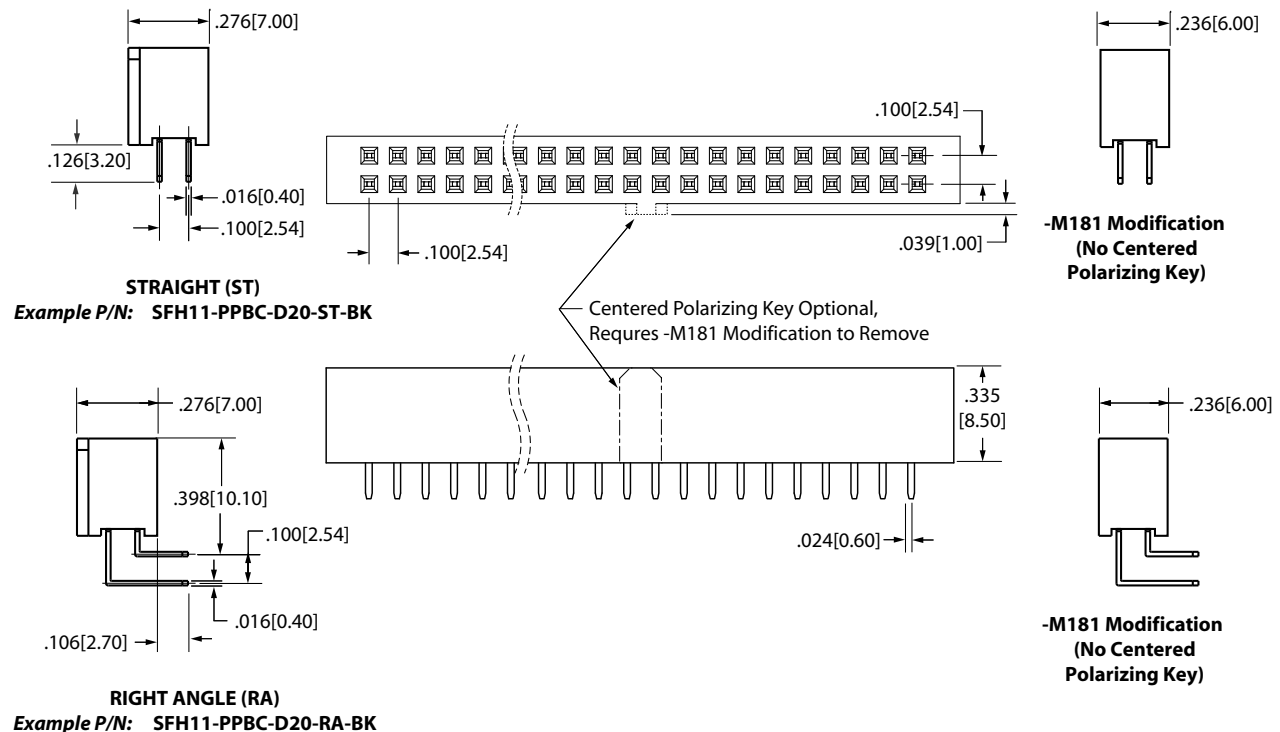 .276[7.00]
.126[3.20]
.016[0.40]
.100[2.54]
STRAIGHT (ST)
Example P/N: SFH11-PPBC-D20-ST-BK
.100[2.54]
.100[2.54]
.039[1.00]
Centered Polarizing Key Optional,
Requres -M181 Modification to Remove
.236[6.00]
-M181 Modification
(No Centered
Polarizing Key)
.276[7.00]
.398[10.10]
.100[2.54]
.016[0.40]
.106[2.70]
RIGHT ANGLE (RA)
Example P/N: SFH11-PPBC-D20-RA-BK
.335
[8.50]
.024[0.60]
.236[6.00]
-M181 Modification
(No Centered
Polarizing Key)